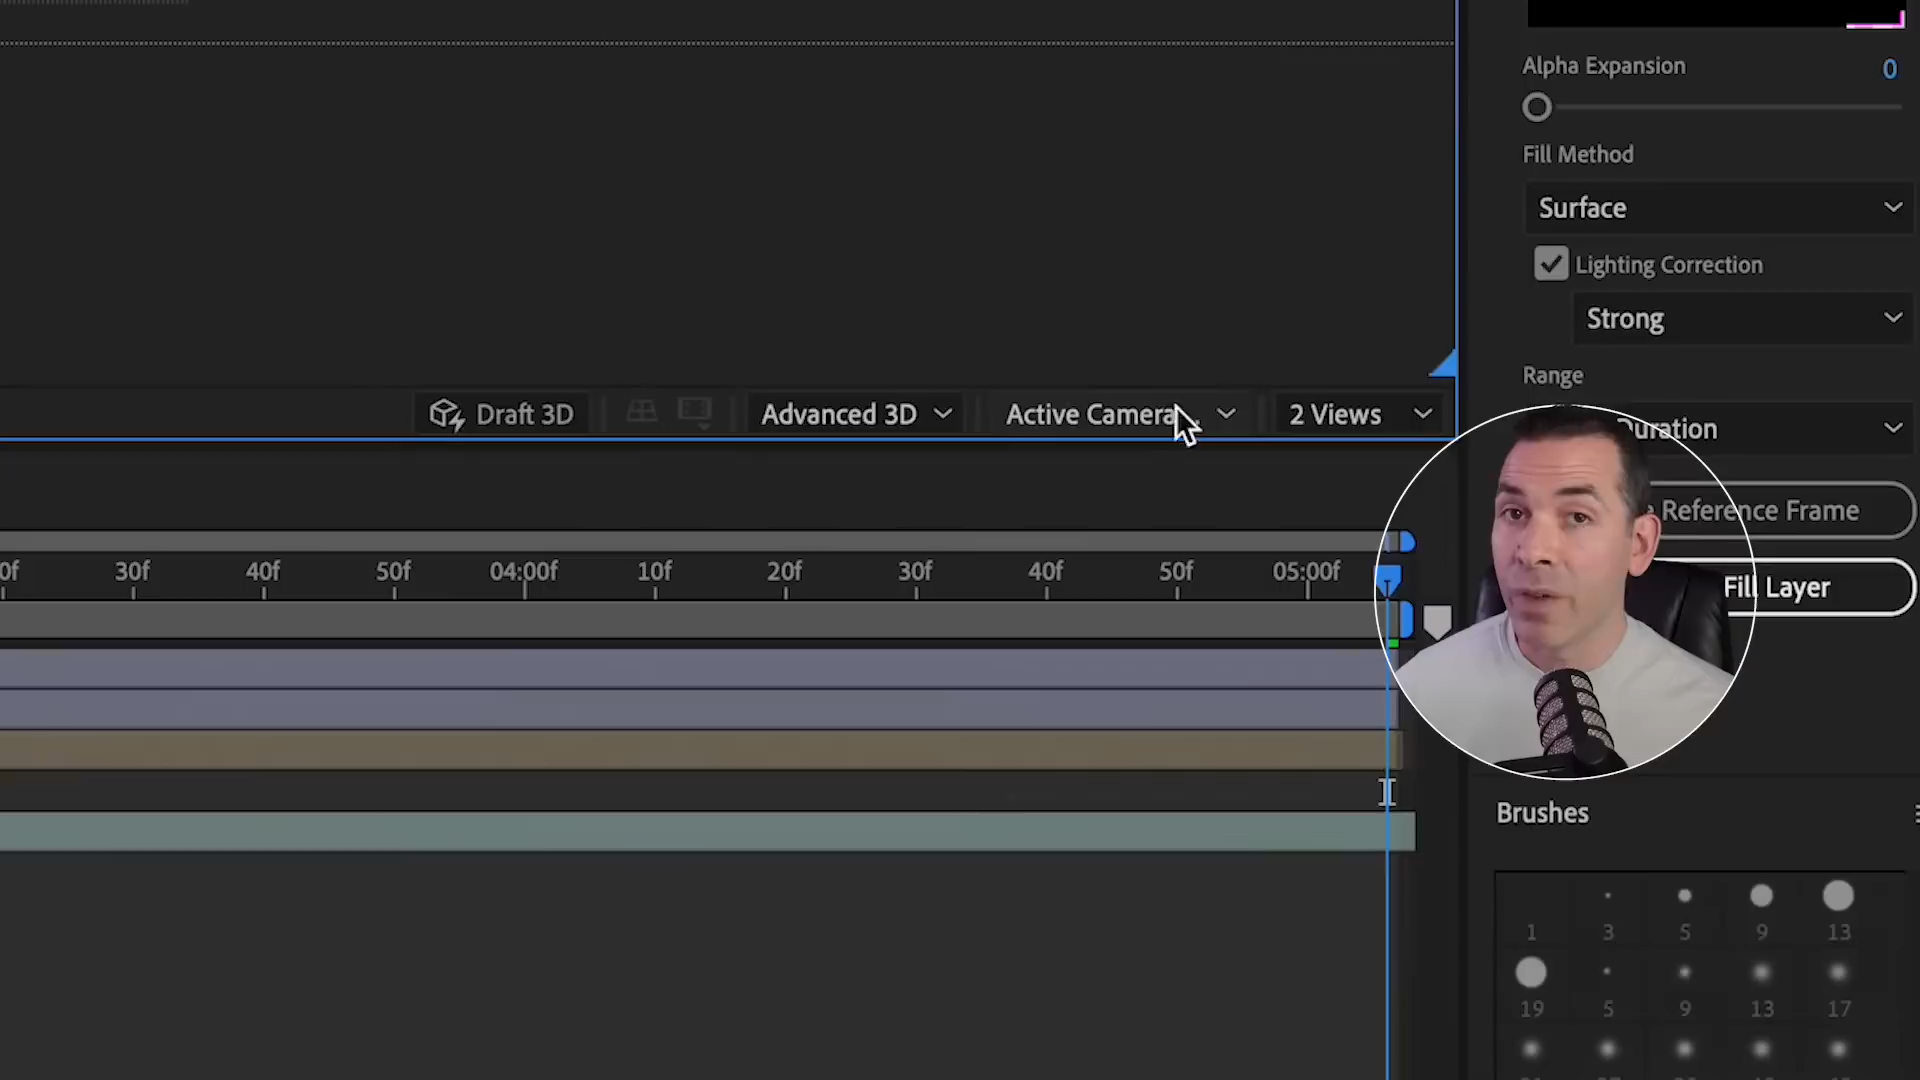 Alpha Expansion
0
Fill Method
Surface
Lighting Correction
Strong
Range
Draft 3D
Advanced 3D
Active Camera
2 Views
Duration
Reference Frame
Fill Layer
0f 30f 40f 50f 04:00f 10f 20f 30f 40f 50f 05:00f
Brushes
1 3 5 9 13
19 5 9 13 17